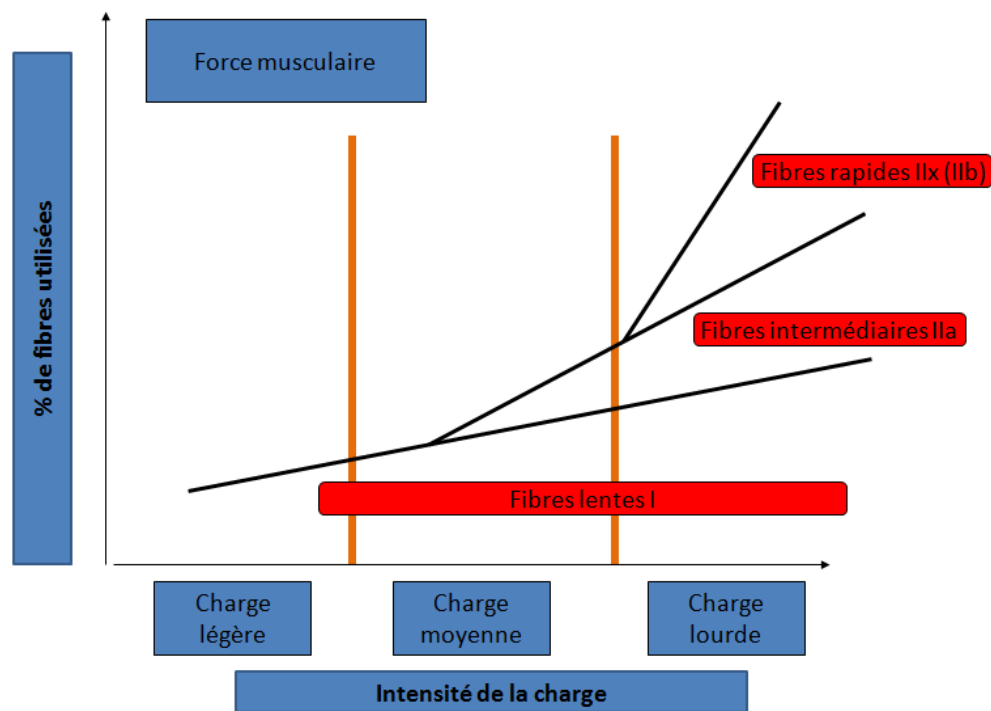 Force musculaire
% de fibres utilisées
Fibres rapides IIx (IIb)
Fibres intermédiaires IIa
Fibres lentes I
Charge
légère
Charge
moyenne
Charge
lourde
Intensité de la charge